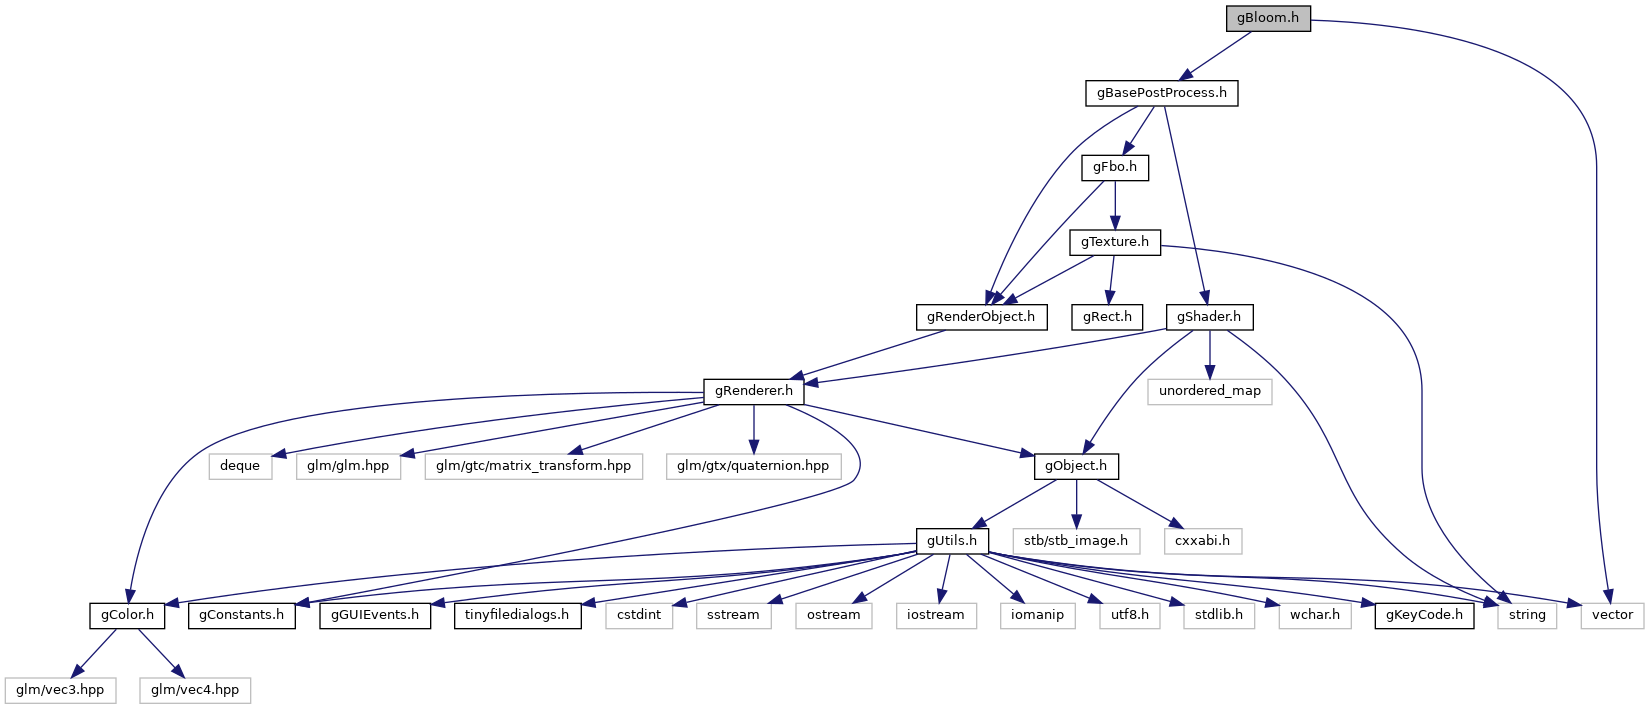 gBloom.h
gBasePostProcess.h
gFbo.h
gTexture.h
gRenderObject.h
gRect.h
gShader.h
gRenderer.h
unordered_map
deque
glm/glm.hpp
glm/gtc/matrix_transform.hpp
glm/gtx/quaternion.hpp
gObject.h
gUtils.h
stb/stb_image.h
cxxabi.h
gColor.h
gConstants.h
gGUIEvents.h
tinyfiledialogs.h
cstdint
sstream
ostream
iostream
iomanip
utf8.h
stdlib.h
wchar.h
gKeyCode.h
string
vector
glm/vec3.hpp
glm/vec4.hpp